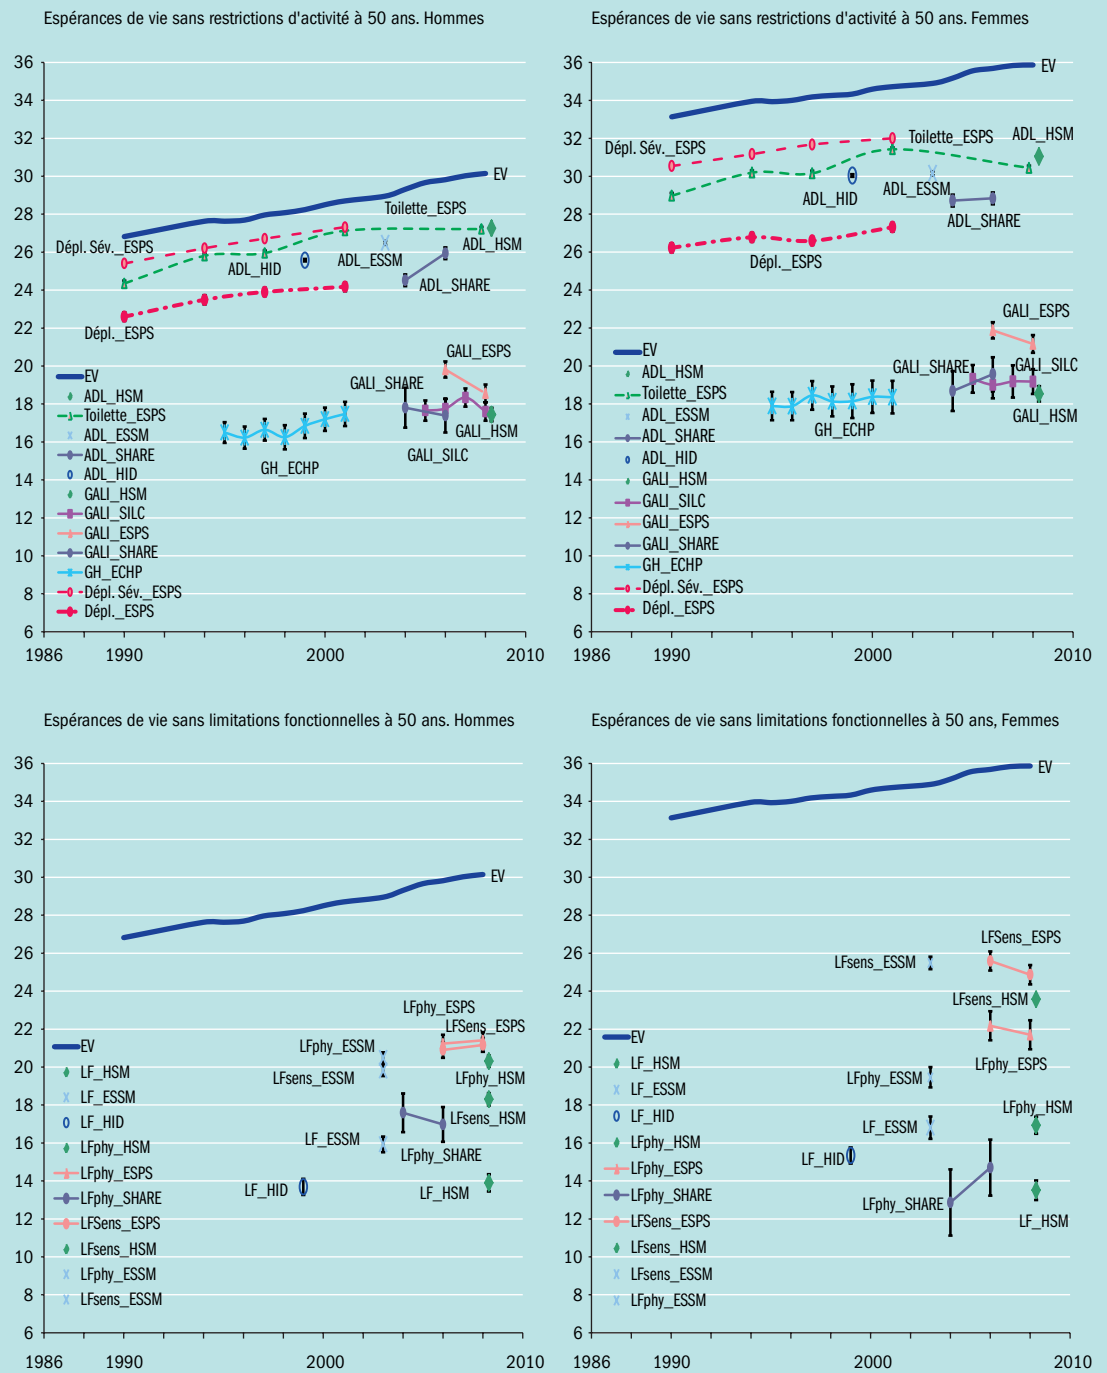 Espérances de vie sans restrictions d'activité à 50 ans. Hommes
36
34
32
30
28
26
24
22
20
18
16
14
12
10
8
6
1986
1990
2000
2010
EV
Toilette_ESPS
Dépl. Sév._ESPS
ADL_HID
ADL_ESSM
ADL_HSM
ADL_SHARE
Dépl._ESPS
GALI_ESPS
GALI_SHARE
GALI_HSM
GALI_SILC
GH_ECHP
EV
ADL_HSM
Toilette_ESPS
ADL_ESSM
ADL_SHARE
ADL_HID
GALI_HSM
GALI_SILC
GALI_ESPS
GALI_SHARE
GH_ECHP
Dépl. Sév._ESPS
Dépl._ESPS
Espérances de vie sans restrictions d'activité à 50 ans. Femmes
36
34
32
30
28
26
24
22
20
18
16
14
12
10
8
6
1986
1990
2000
2010
EV
Dépl. Sév._ESPS
Toilette_ESPS
ADL_HSM
ADL_HID
ADL_ESSM
ADL_SHARE
Dépl._ESPS
GALI_ESPS
GALI_SHARE
GALI_SILC
GALI_HSM
GH_ECHP
EV
ADL_HSM
Toilette_ESPS
ADL_ESSM
ADL_SHARE
ADL_HID
GALI_HSM
GALI_SILC
GALI_ESPS
GALI_SHARE
GH_ECHP
Dépl. Sév._ESPS
Dépl._ESPS
Espérances de vie sans limitations fonctionnelles à 50 ans. Hommes
36
34
32
30
28
26
24
22
20
18
16
14
12
10
8
6
1986
1990
2000
2010
EV
LFphy_ESPS
LFSens_ESPS
LFphy_ESSM
LFsens_ESSM
LFphy_HSM
LFsens_HSM
LF_ESSM
LFphy_SHARE
LF_HID
LF_HSM
EV
LF_HSM
LF_ESSM
LF_HID
LFphy_HSM
LFphy_ESPS
LFphy_SHARE
LFSens_ESPS
LFsens_HSM
LFphy_ESSM
LFsens_ESSM
Espérances de vie sans limitations fonctionnelles à 50 ans, Femmes
36
34
32
30
28
26
24
22
20
18
16
14
12
10
8
6
1986
1990
2000
2010
EV
LFSens_ESPS
LFsens_ESSM
LFsens_HSM
LFphy_ESPS
LFphy_ESSM
LFphy_HSM
LF_ESSM
LF_HID
LFphy_SHARE
LF_HSM
EV
LF_HSM
LF_ESSM
LF_HID
LFphy_HSM
LFphy_ESPS
LFphy_SHARE
LFSens_ESPS
LFsens_HSM
LFsens_ESSM
LFphy_ESSM